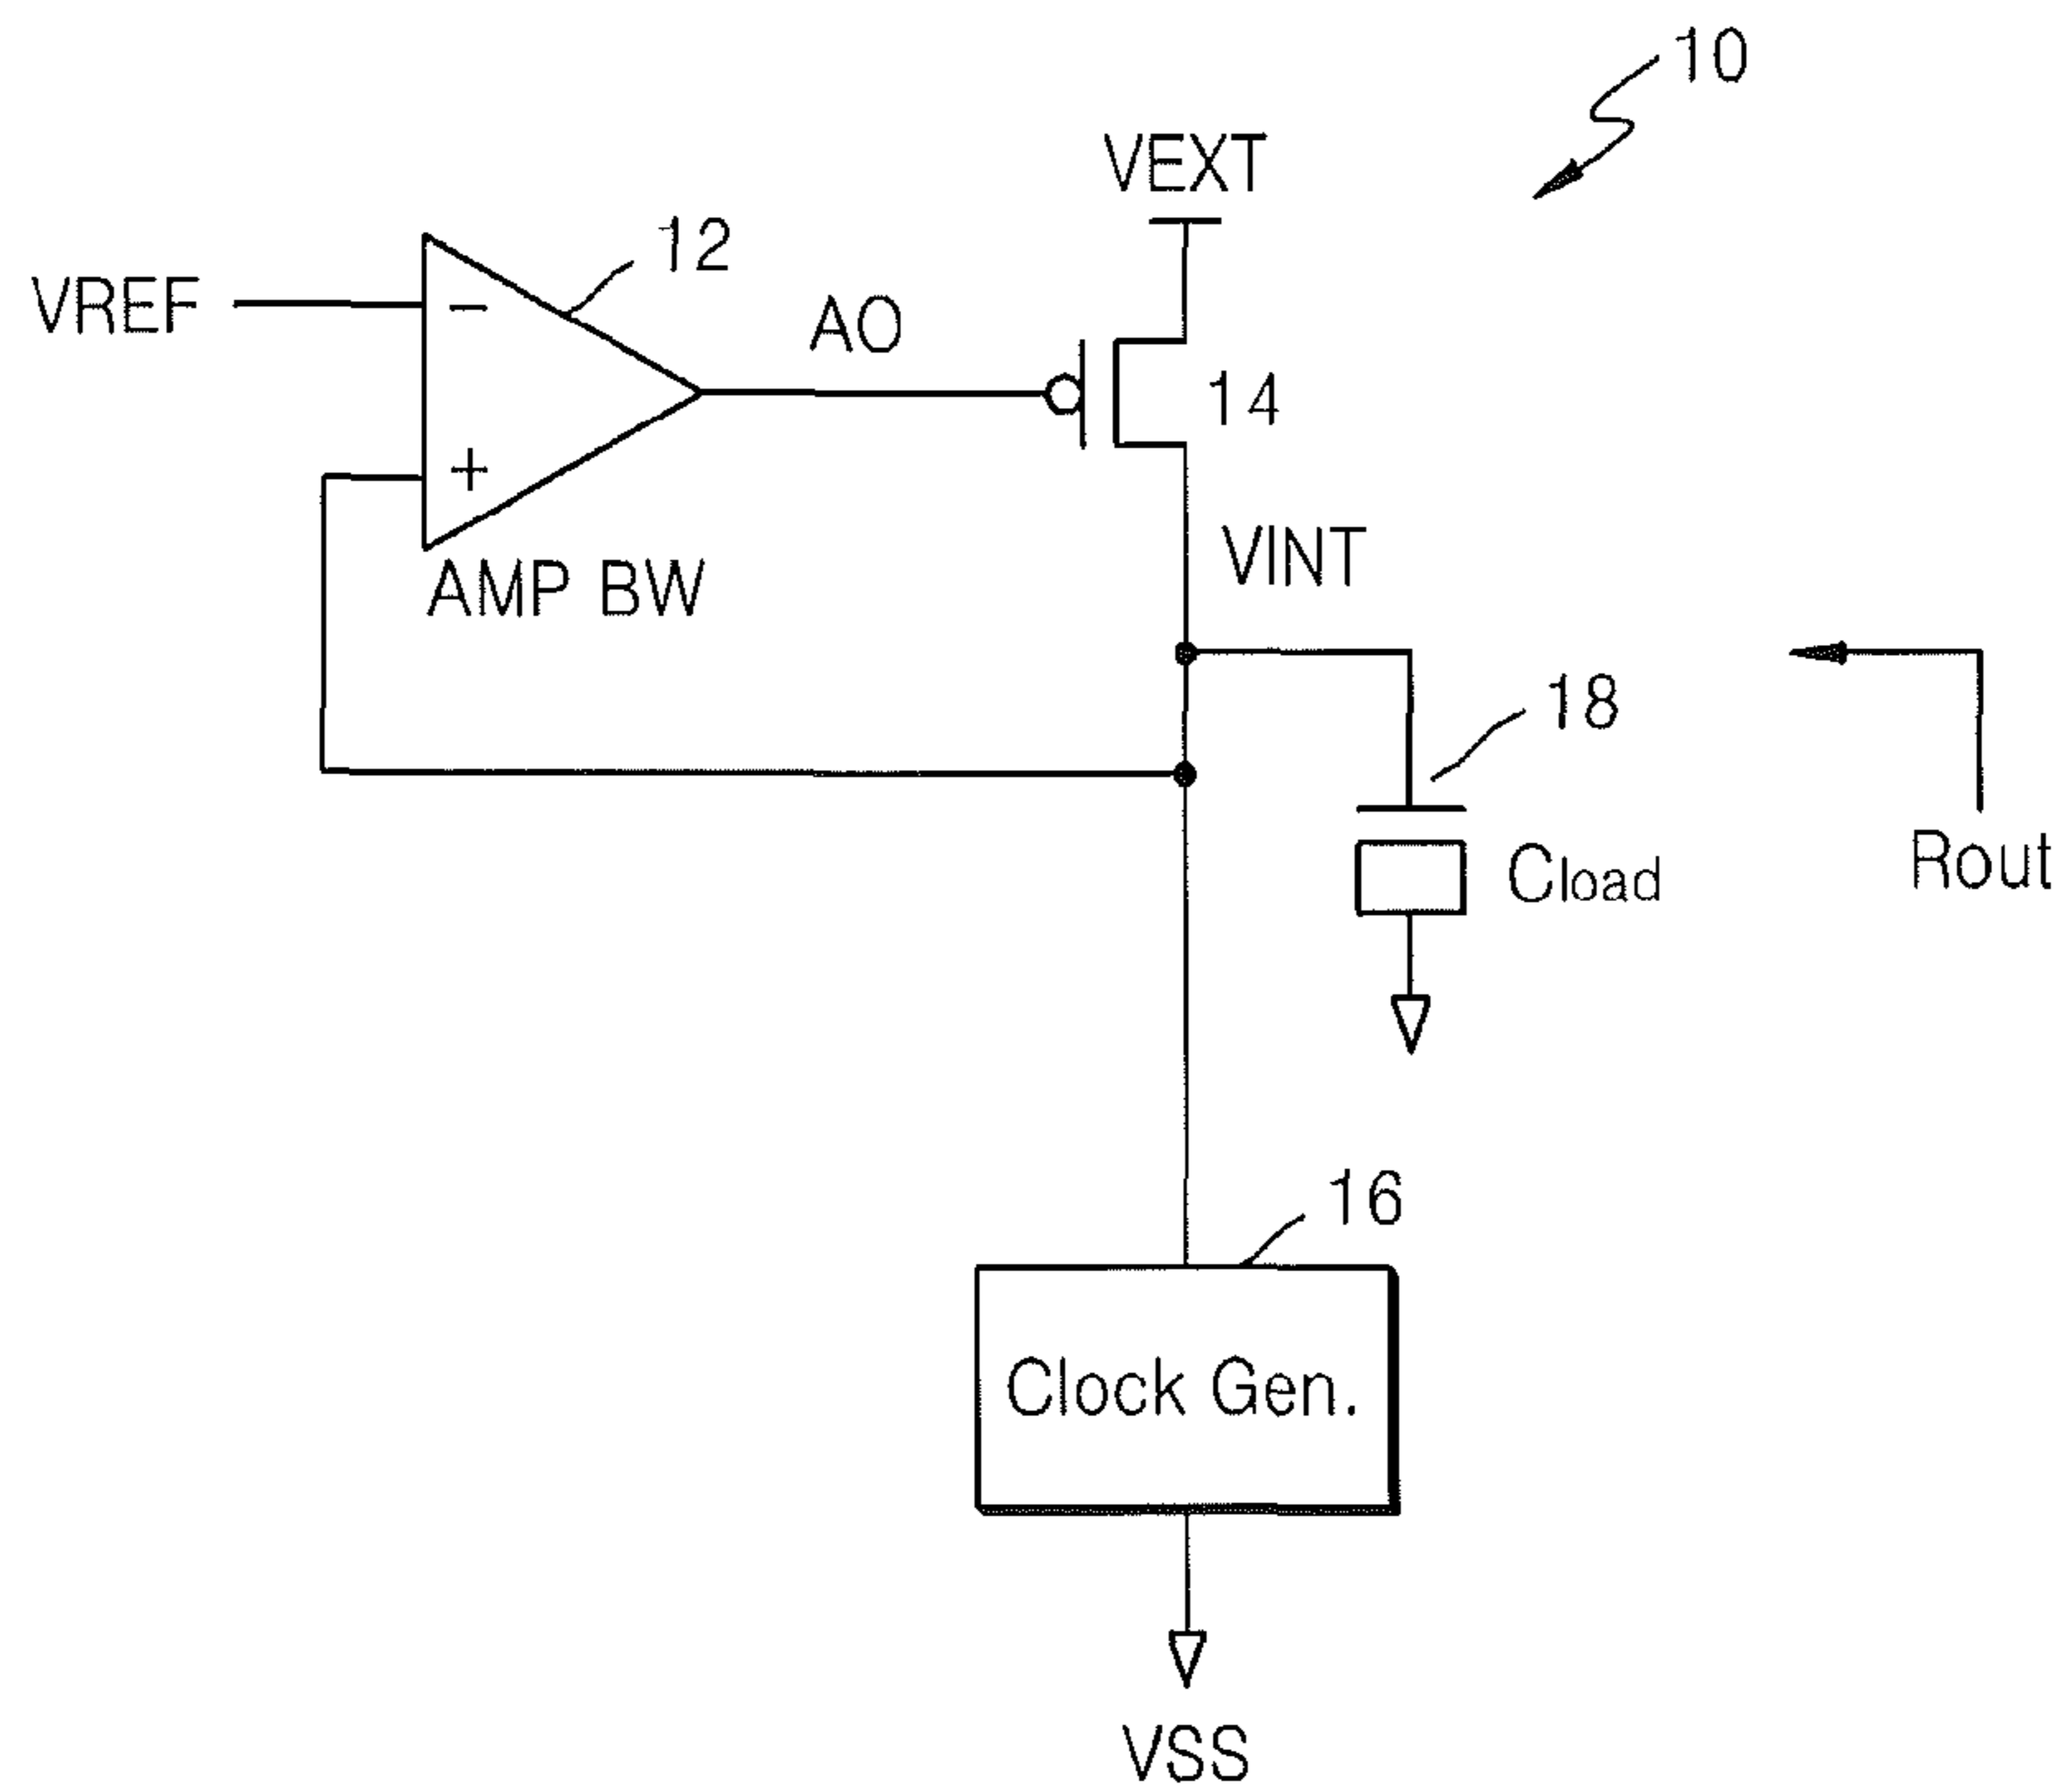 10
VEXT
12
VREF
−
AO
14
+
VINT
AMP BW
18
Cload
Rout
16
Clock Gen.
VSS